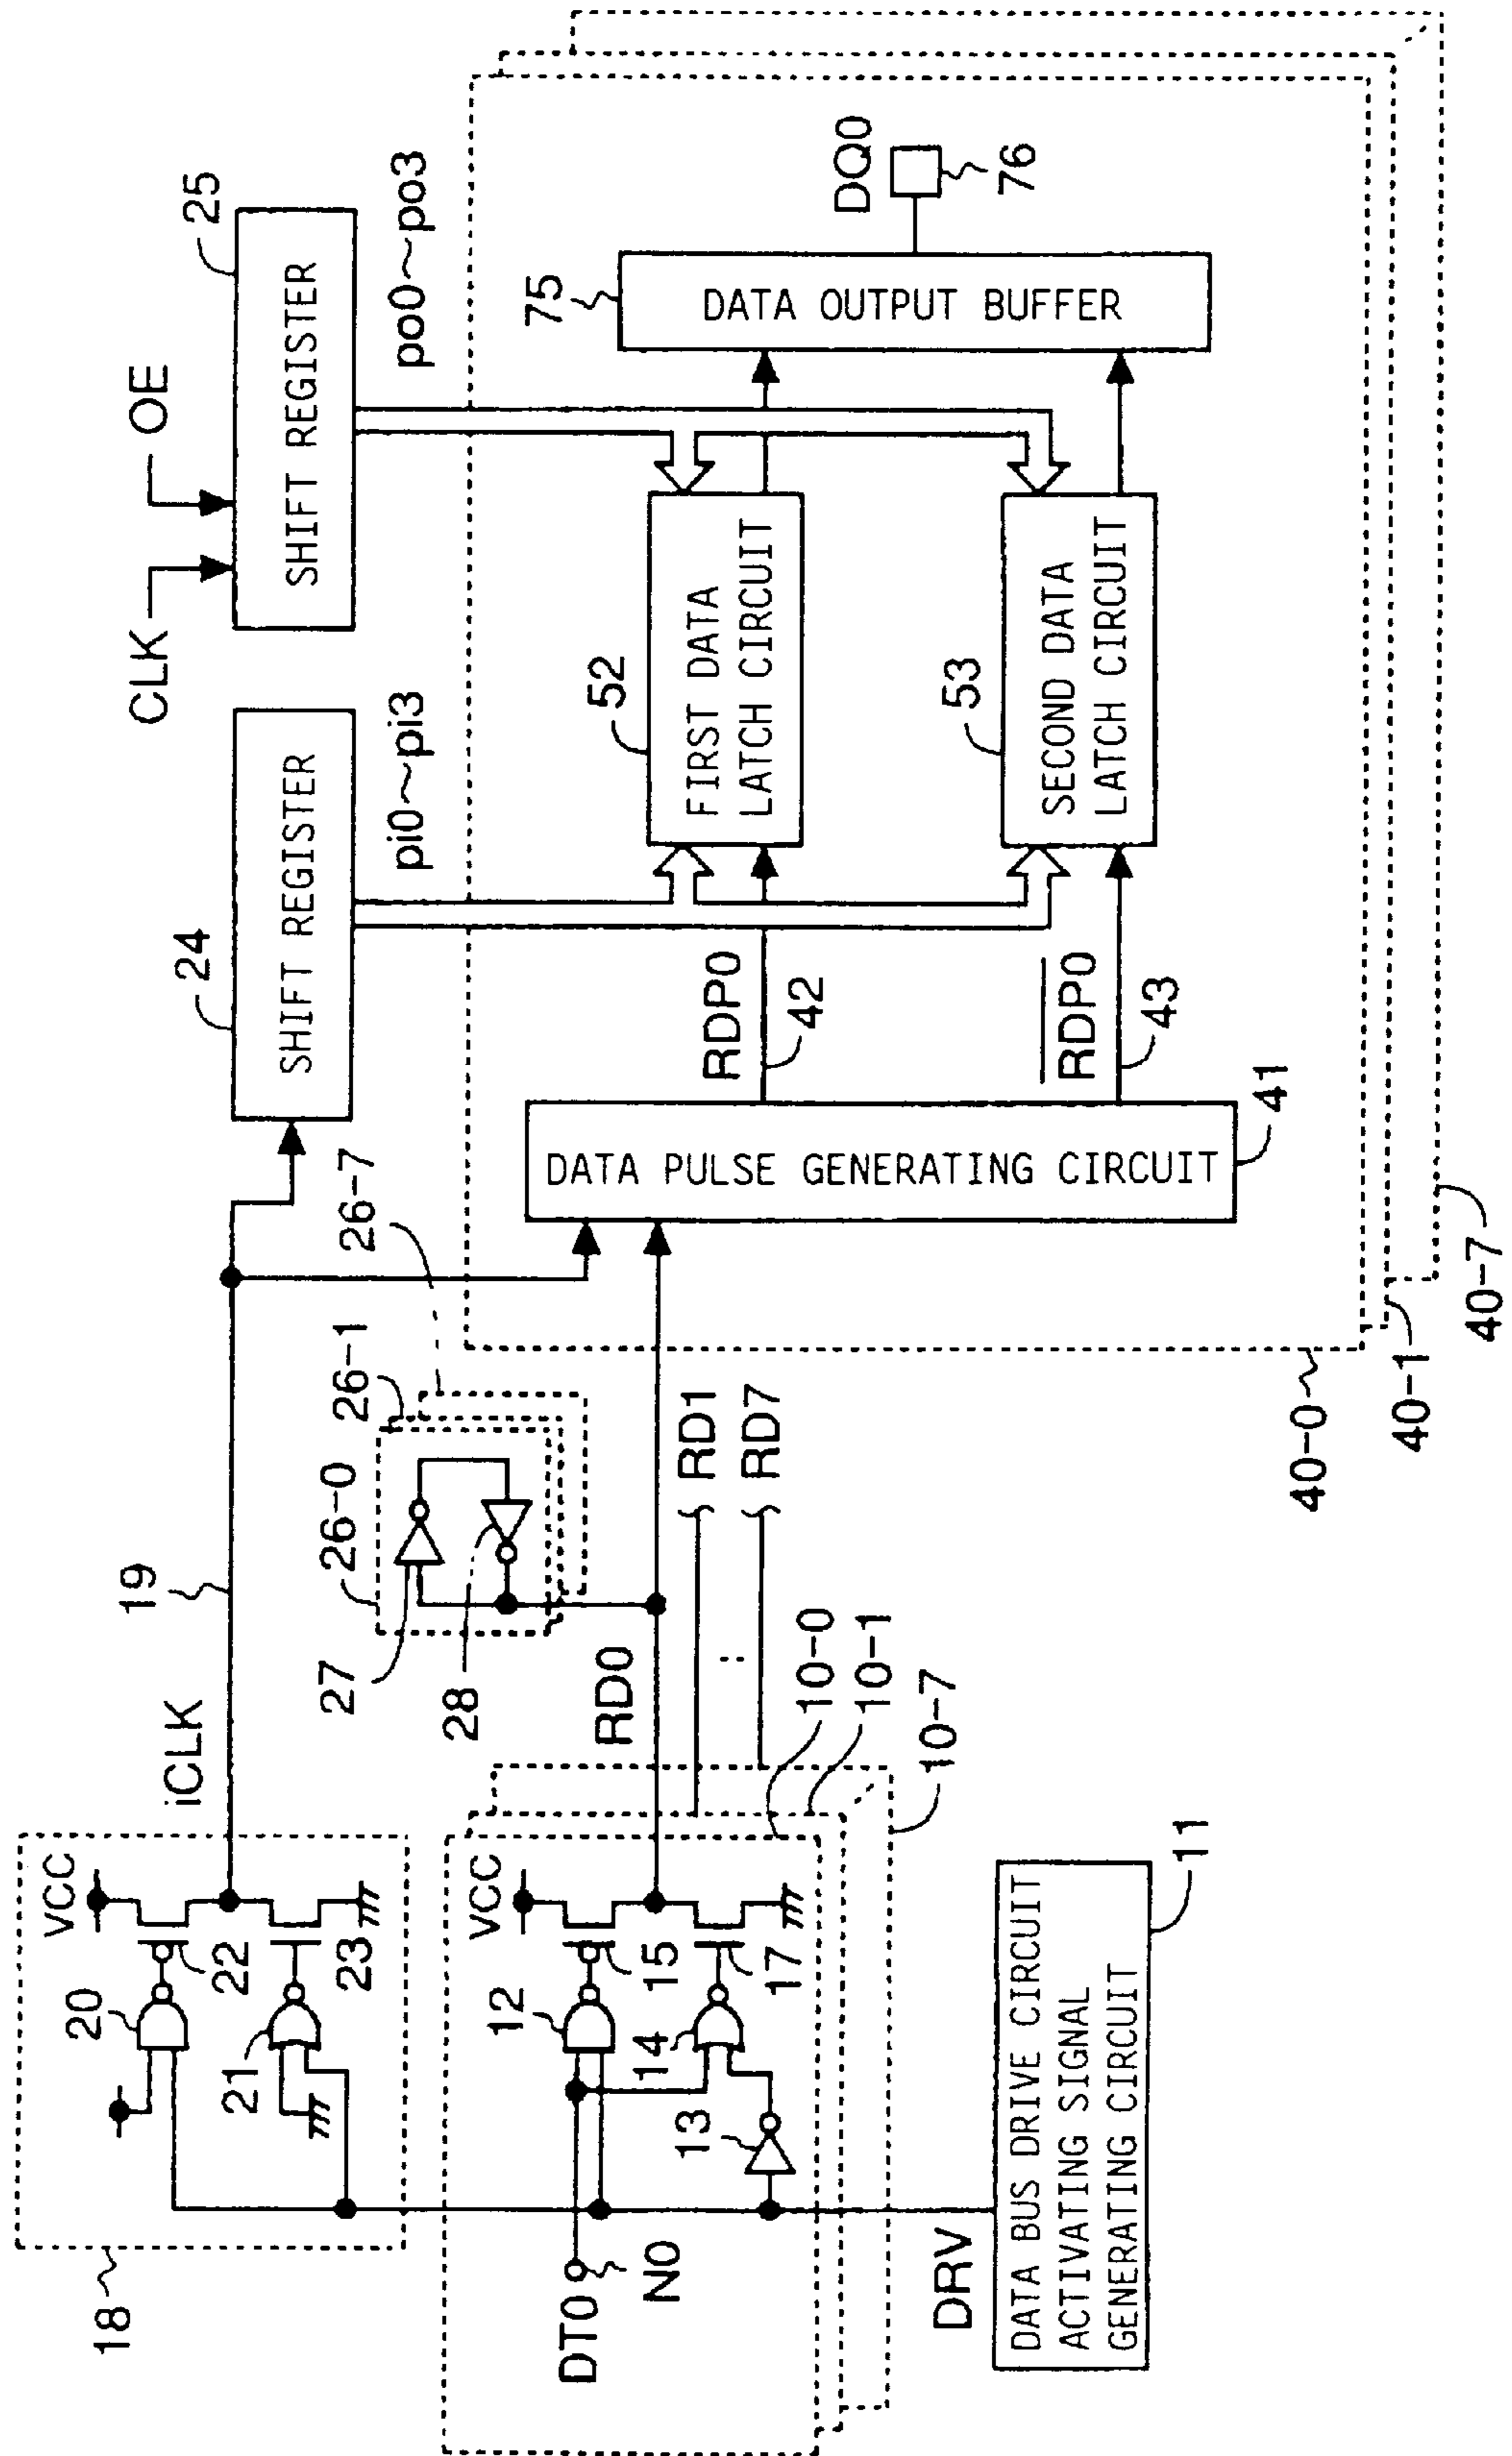 18
VCC
20
22
21
23
iCLK
19
24
SHIFT REGISTER
pi0~pi3
CLK
OE
25
SHIFT REGISTER
po0~po3
DT0
N0
VCC
12
15
14
17
13
RD0
27
28
26-0
26-1
26-7
RD1
RD7
10-0
10-1
10-7
DRV
DATA BUS DRIVE CIRCUIT
ACTIVATING SIGNAL
GENERATING CIRCUIT
11
DATA PULSE GENERATING CIRCUIT
41
RDP0
42
RDP0
43
52
FIRST DATA
LATCH CIRCUIT
53
SECOND DATA
LATCH CIRCUIT
75
DATA OUTPUT BUFFER
DQ0
76
40-0
40-1
40-7